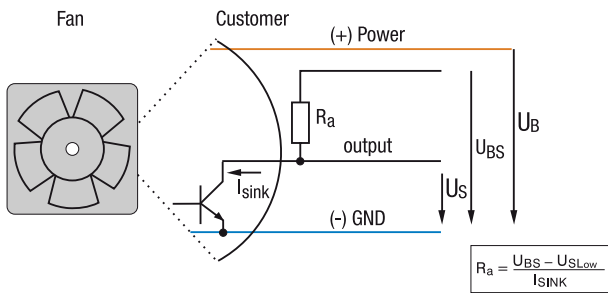 Fan
Customer
(+) Power
Ra
output
Isink
(-) GND
US
UBS
UB
Ra = UBS – USLow
ISINK